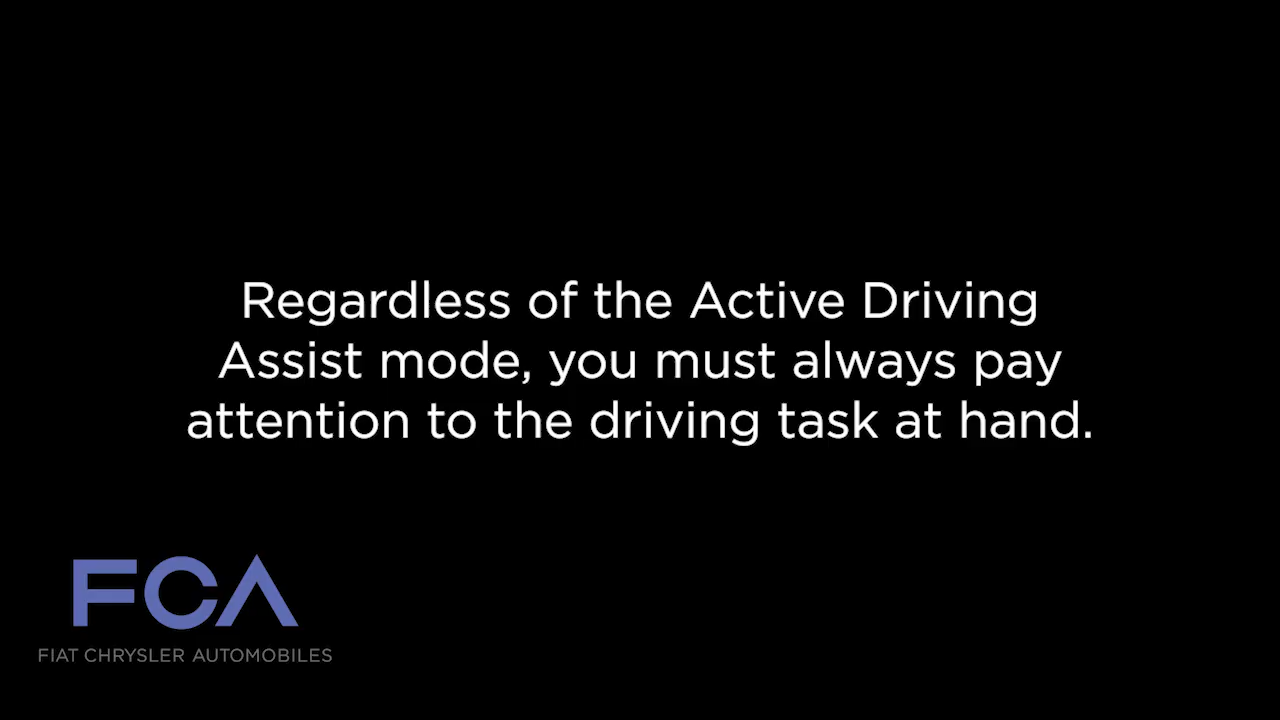 Regardless of the Active Driving
Assist mode, you must always pay
attention to the driving task at hand.
FCA
FIAT CHRYSLER AUTOMOBILES